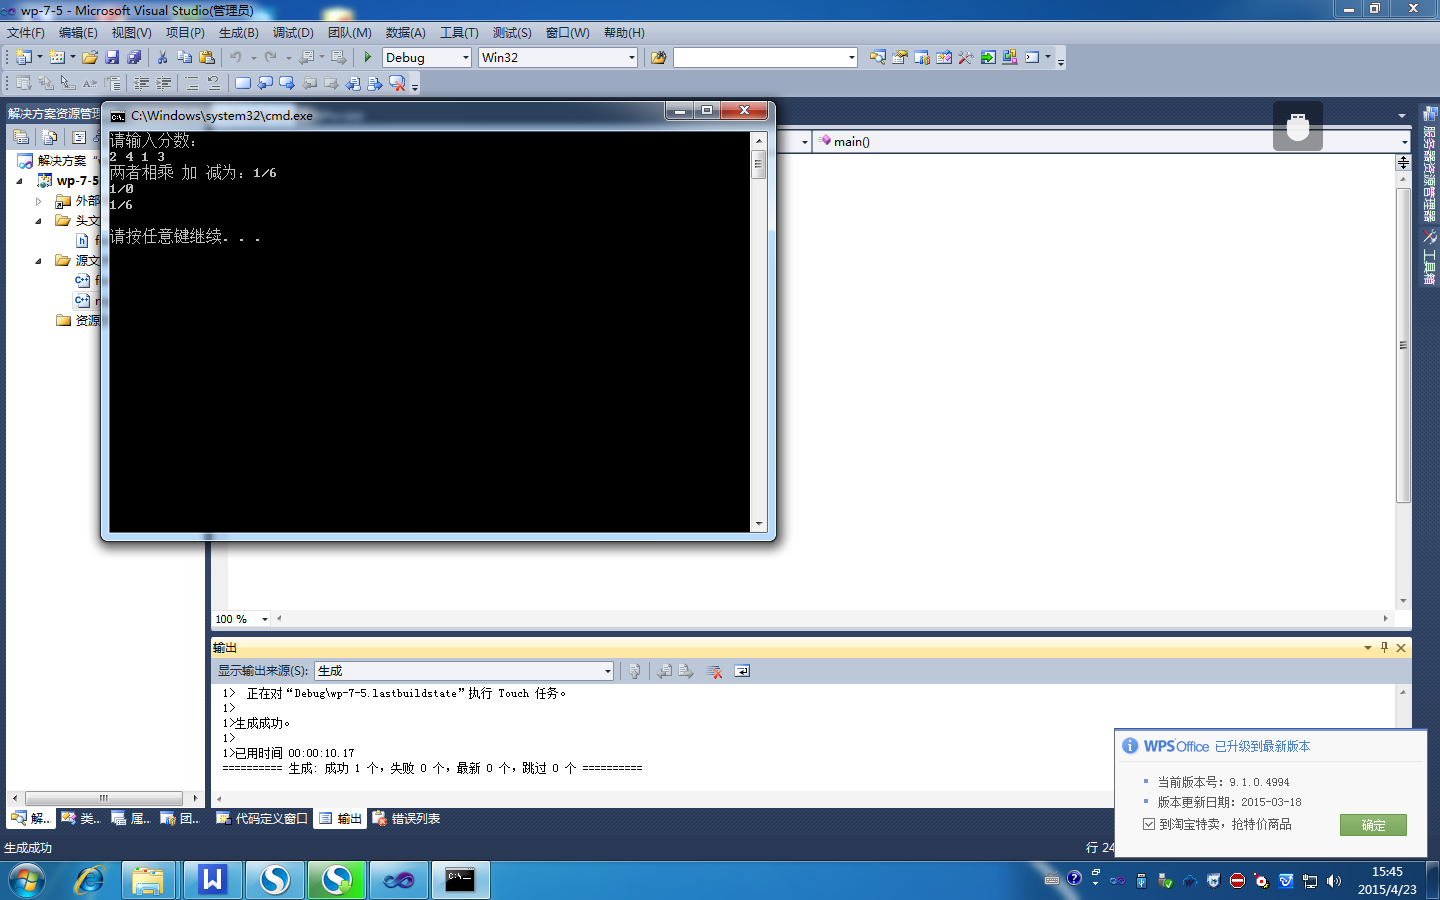 wp-7-5 - Microsoft Visual Studio(管理员)
文件(F) 编辑(E) 视图(V) 项目(P) 生成(B) 调试(D) 团队(M) 数据(A) 工具(T) 测试(S) 窗口(W) 帮助(H)
Debug Win32
解决方案资源管理
C:\Windows\system32\cmd.exe
请输入分数:
2 4 1 3
两者相乘 加 减为: 1/6
1/0
1/6
请按任意键继续. . .
main()
解决方案
wp-7-5
外部
头文
源文
资源
服务器资源管理器
工具箱
100 %
输出
显示输出来源(S): 生成
1> 正在对“Debug\wp-7-5.lastbuildstate”执行 Touch 任务。
1>
1>生成成功。
1>
1>已用时间 00:00:10.17
========== 生成: 成功 1 个，失败 0 个，最新 0 个，跳过 0 个 ==========
解... 类... 属... 团... 代码定义窗口 输出 错误列表
生成成功
行 24
WPS Office 已升级到最新版本
当前版本号: 9.1.0.4994
版本更新日期: 2015-03-18
到淘宝特卖，抢特价商品
确定
15:45
2015/4/23